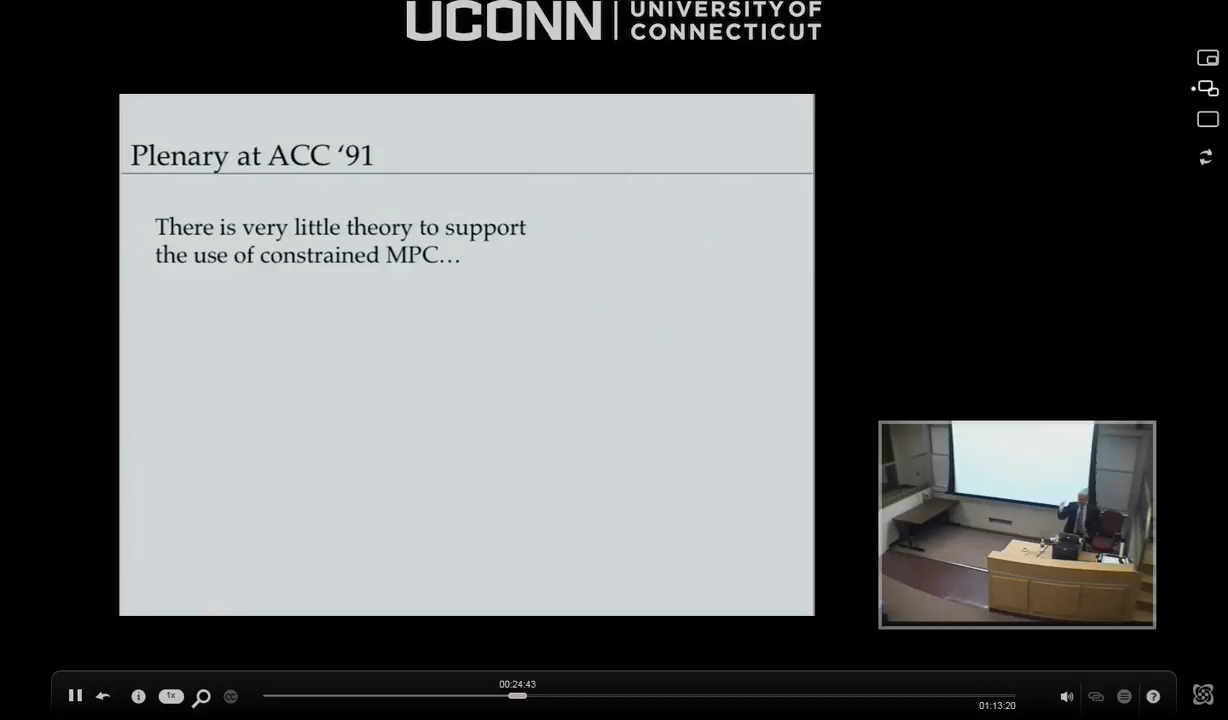 UCONN | UNIVERSITY OF
CONNECTICUT
Plenary at ACC ‘91
There is very little theory to support
the use of constrained MPC…
1x
00:24:43
01:13:20